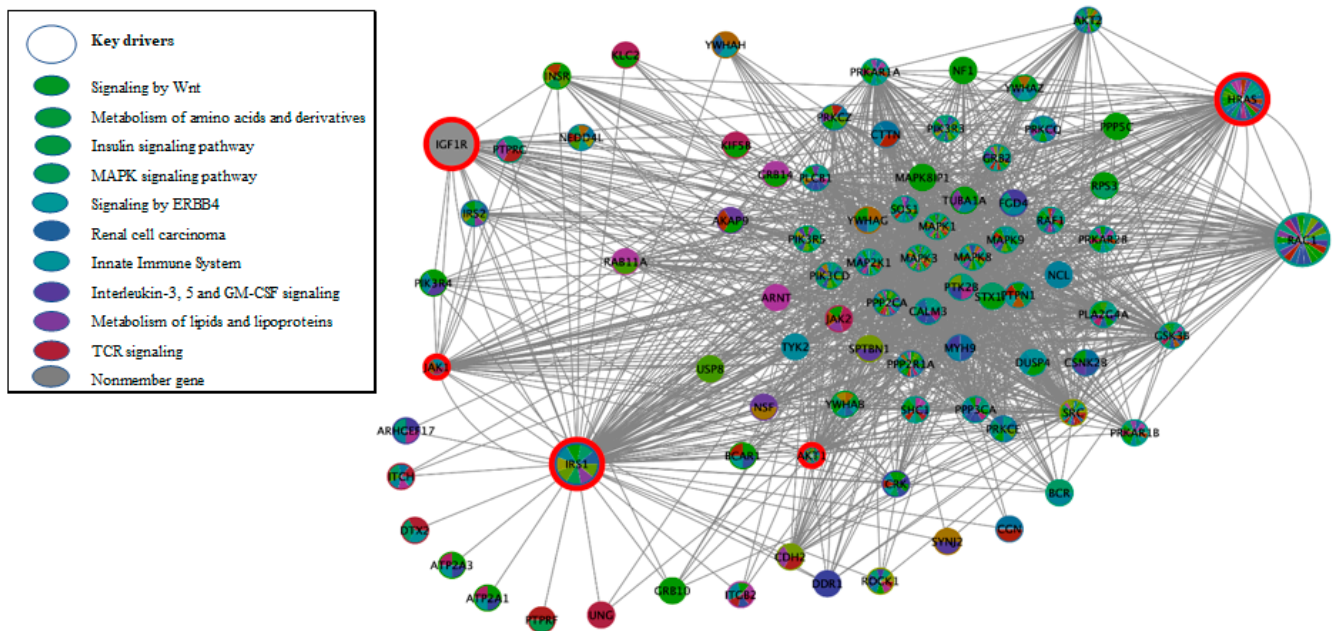 Key drivers
Signaling by Wnt
Metabolism of amino acids and derivatives
Insulin signaling pathway
MAPK signaling pathway
Signaling by ERBB4
Renal cell carcinoma
Innate Immune System
Interleukin-3, 5 and GM-CSF signaling
Metabolism of lipids and lipoproteins
TCR signaling
Nonmember gene
AKT2
YWHAH
KLC2
INSR
PRKAR1A
NF1
YWHAZ
HRAS
IGF1R
PTPRC
NEDD4L
KIF5B
PRKCZ
CTTN
PIK3R3
PRKCQ
PPP5C
GRB2
GRB14
PLCB1
MAPK8IP1
RPS3
IRS2
AKAP9
YWHAG
SOS1
TUBA1A
FGD4
RAF1
MAPK1
PIK3R5
MAPK9
PRKAR2B
RAC1
RAB11A
MAP2K1
MAPK3
MAPK8
PIK3CD
NCL
PIK3R4
ARNT
PTK2B
STX1
PTPN1
PPP2CA
CALM3
PLA2G4A
JAK2
GSK3B
TYK2
SPTBN1
MYH9
JAK1
USP8
PPP2R1A
DUSP4
CSNK2B
NSF
YWHAB
SHC1
PPP3CA
SRC
PRKCE
PRKAR1B
ARHGEF17
IRS1
BCAR1
AKT1
ITCH
CRK
BCR
DTX2
CGN
SYNJ2
CDH2
ATP2A3
DDR1
ROCK1
GRB10
ITGB2
ATP2A1
PTPRF
UNG